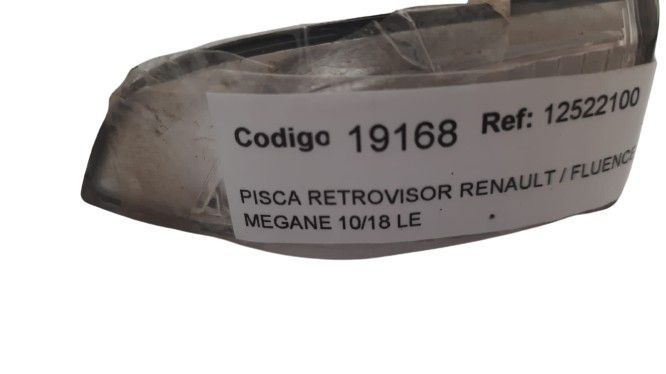 Codigo 19168 Ref: 12522100
PISCA RETROVISOR RENAULT / FLUENCE
MEGANE 10/18 LE